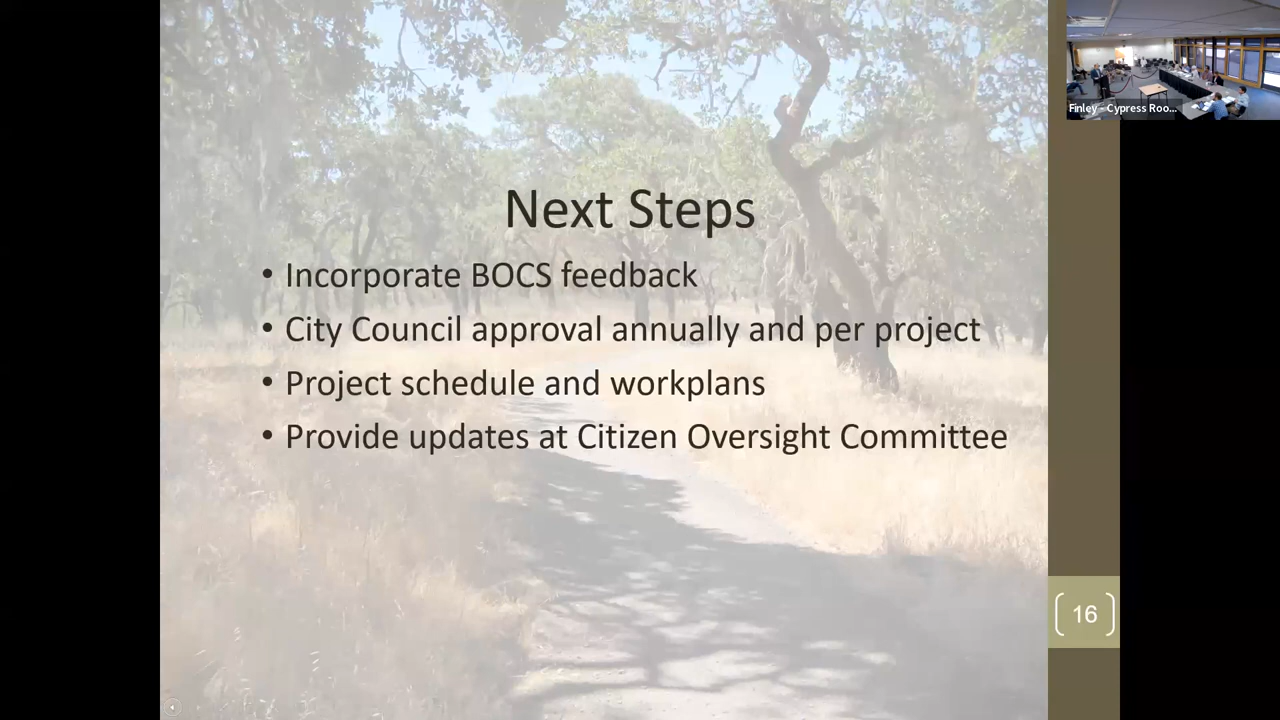 Finley - Cypress Roo...
Next Steps
• Incorporate BOCS feedback
• City Council approval annually and per project
• Project schedule and workplans
• Provide updates at Citizen Oversight Committee
16